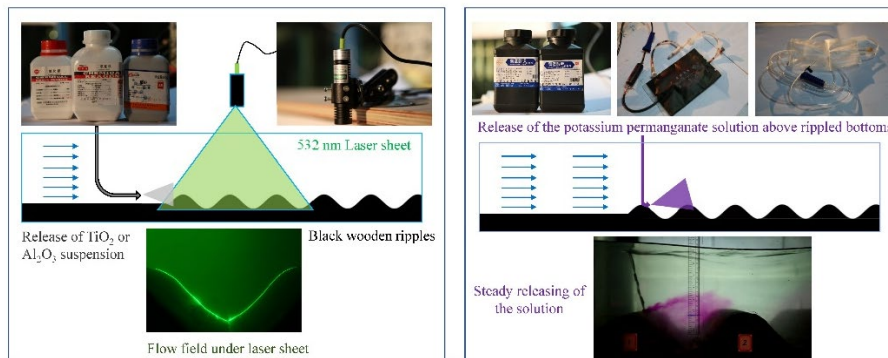 532 nm Laser sheet
Release of TiO₂ or
Al₂O₃ suspension
Black wooden ripples
Flow field under laser sheet
Release of the potassium permanganate solution above rippled bottom
Steady releasing of
the solution